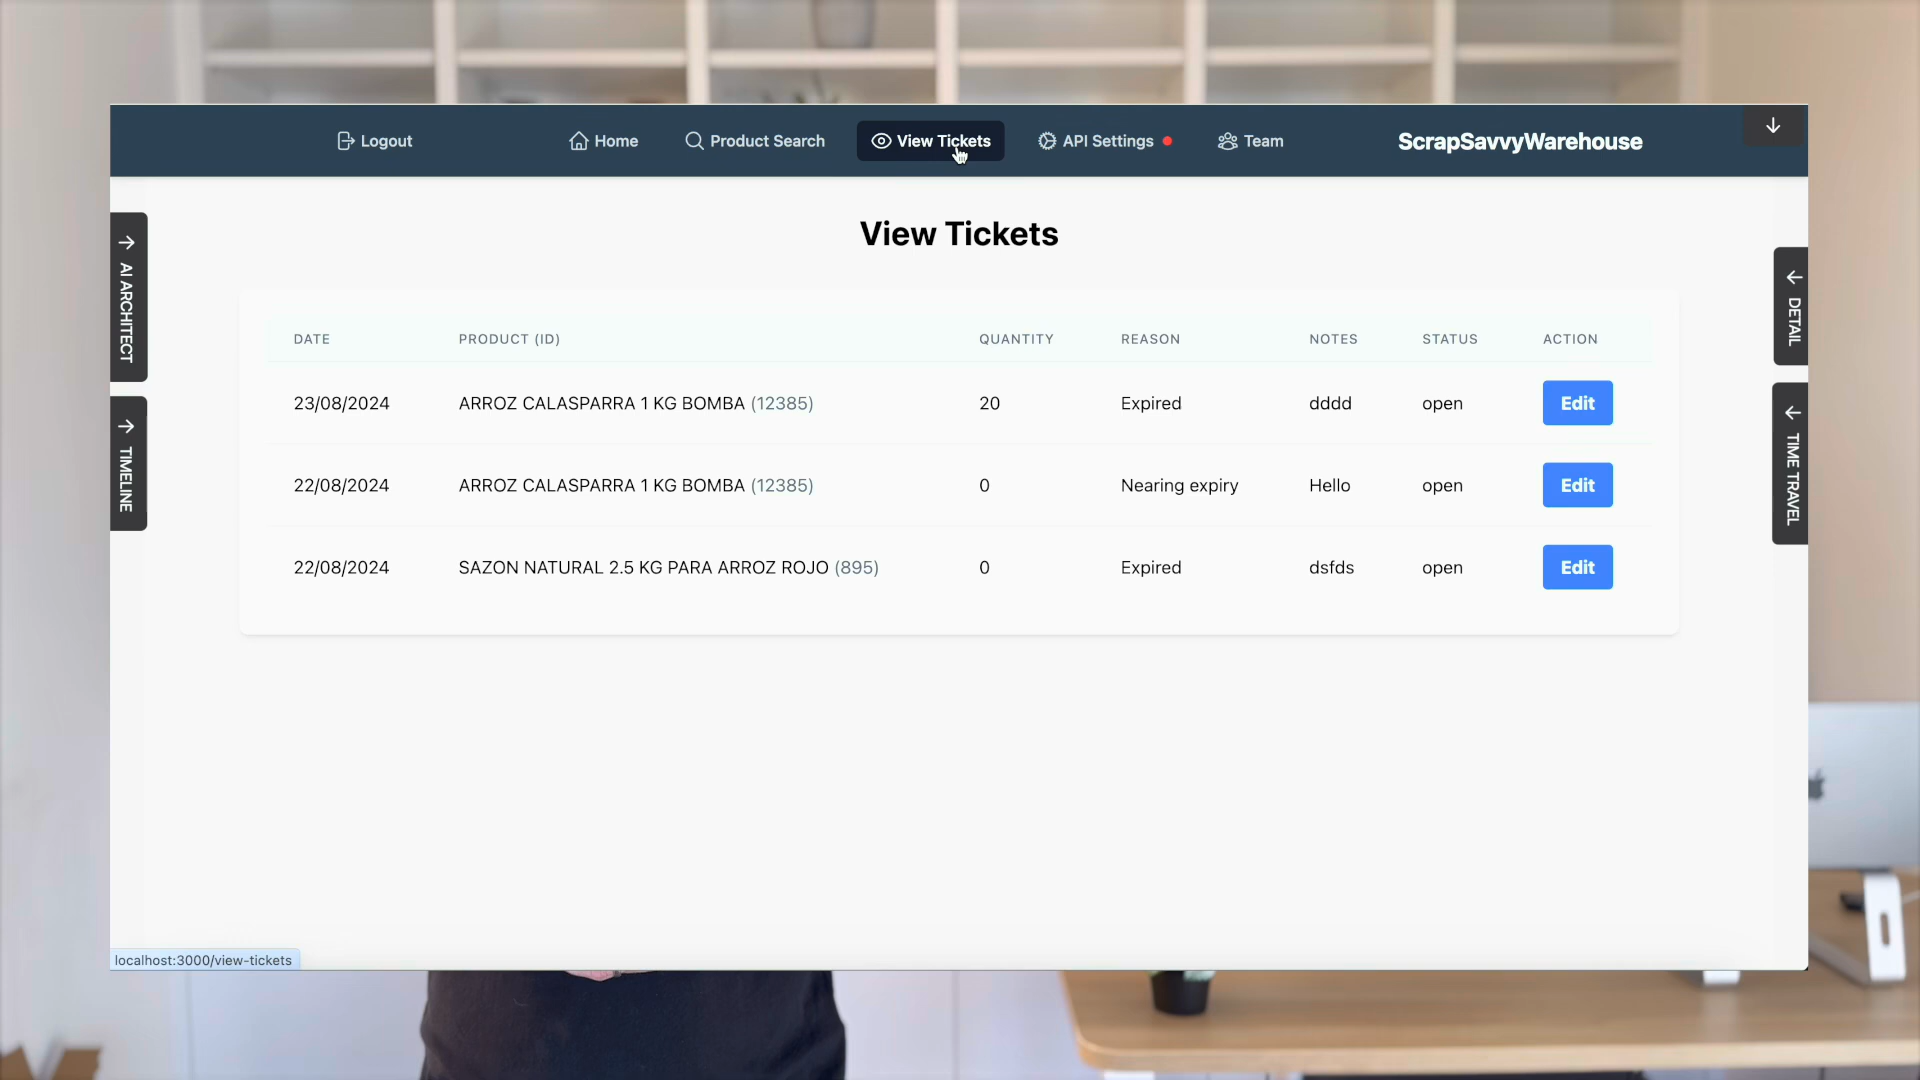 Logout
Home
Product Search
View Tickets
API Settings
Team
ScrapSavvyWarehouse
AI ARCHITECT
TIMELINE
DETAIL
TIME TRAVEL
View Tickets
DATE PRODUCT (ID) QUANTITY REASON NOTES STATUS ACTION
23/08/2024 ARROZ CALASPARRA 1 KG BOMBA (12385) 20 Expired dddd open Edit
22/08/2024 ARROZ CALASPARRA 1 KG BOMBA (12385) 0 Nearing expiry Hello open Edit
22/08/2024 SAZON NATURAL 2.5 KG PARA ARROZ ROJO (895) 0 Expired dsfds open Edit
localhost:3000/view-tickets